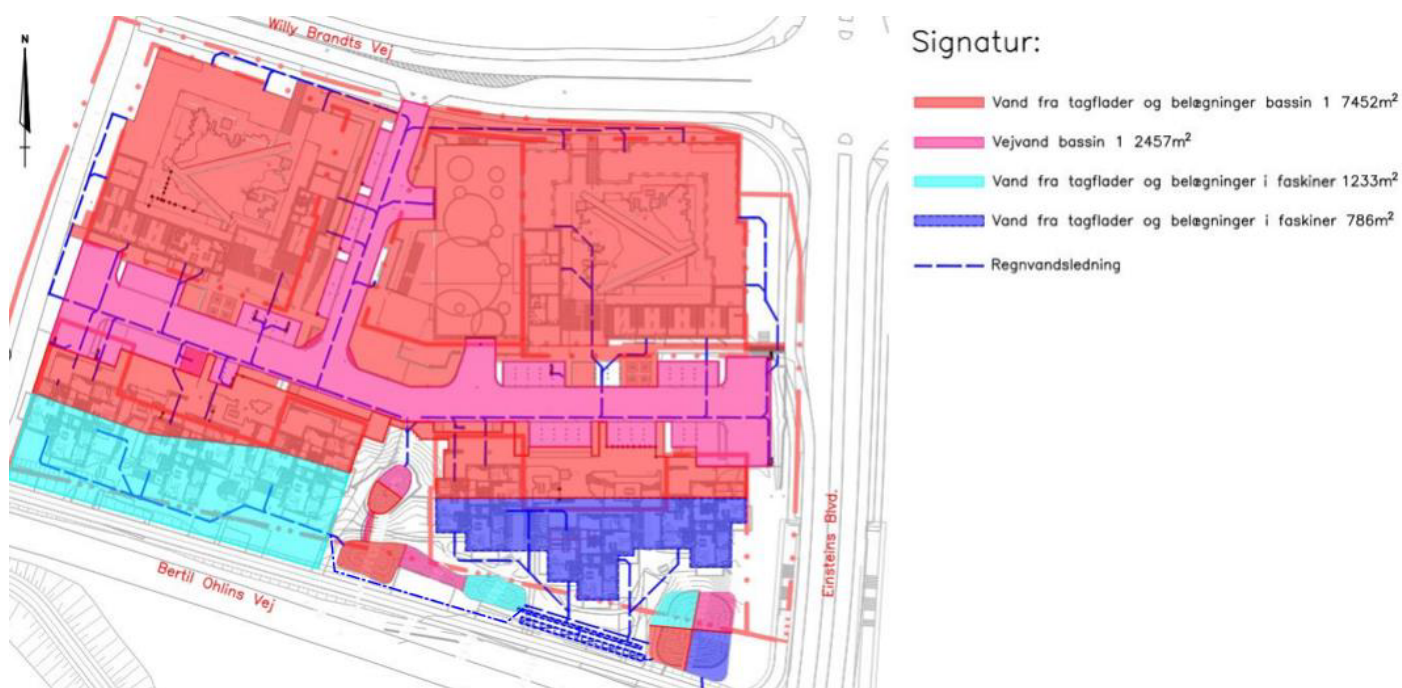 Willy Brandts Vej
N
Signatur:
Vand fra tagflader og belægninger bassin 1 7452m²
Vejvand bassin 1 2457m²
Vand fra tagflader og belægninger i faskiner 1233m²
Vand fra tagflader og belægninger i faskiner 786m²
Regnvandsledning
Einsteins Blvd.
Bertil Ohlins Vej